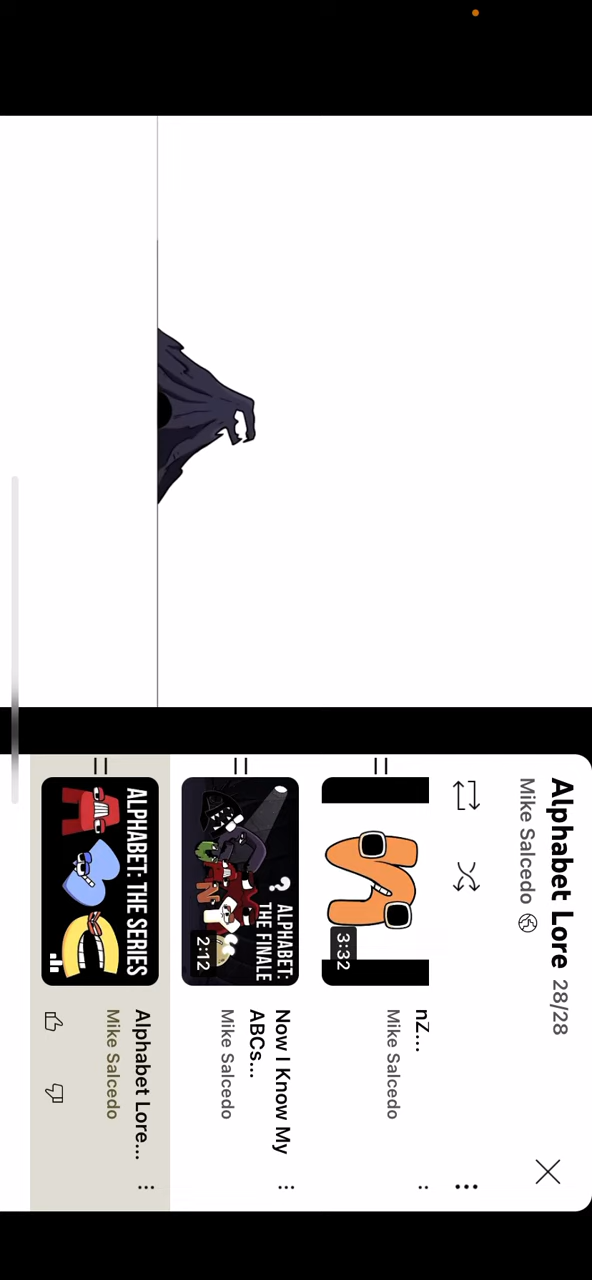 Alphabet Lore 28/28
Mike Salcedo
nZ...
Mike Salcedo
3:32
Now I Know My
ABCs....
Mike Salcedo
? ALPHABET:
THE FINALE
2:12
Alphabet Lore...
Mike Salcedo
ALPHABET: THE SERIES